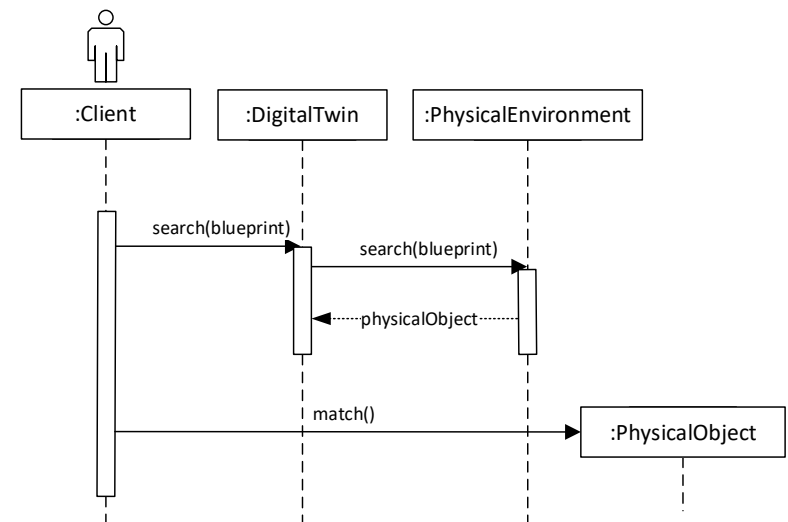 :Client
:DigitalTwin
:PhysicalEnvironment
search(blueprint)
search(blueprint)
physicalObject
match()
:PhysicalObject